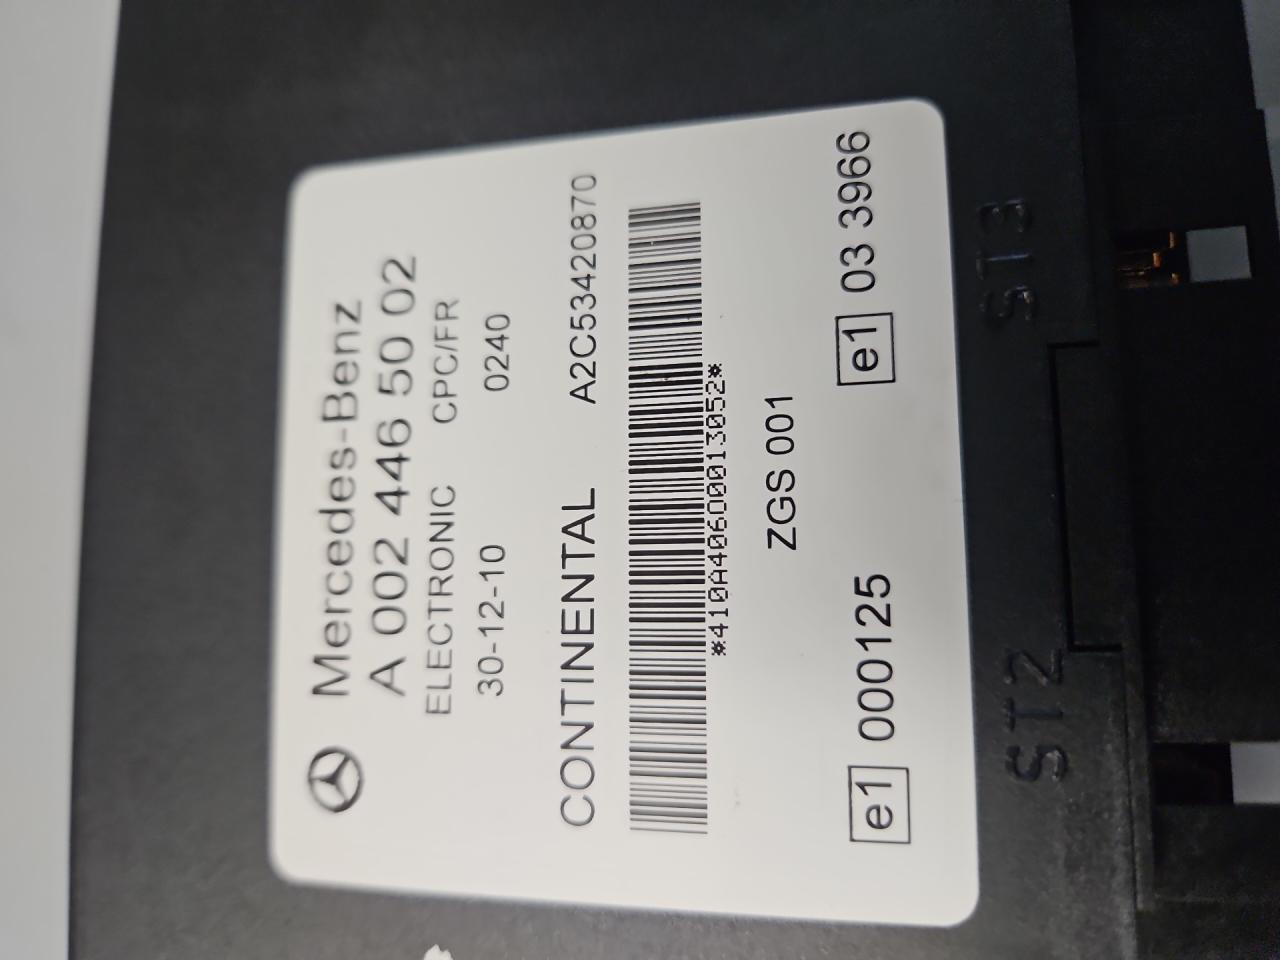 Mercedes-Benz
A 002 446 50 02
ELECTRONIC CPC/FR
30-12-10 0240
CONTINENTAL A2C53420870
*410A406D0013052*
ZGS 001
e1 000125 e1 03 3966
ST2 ST3